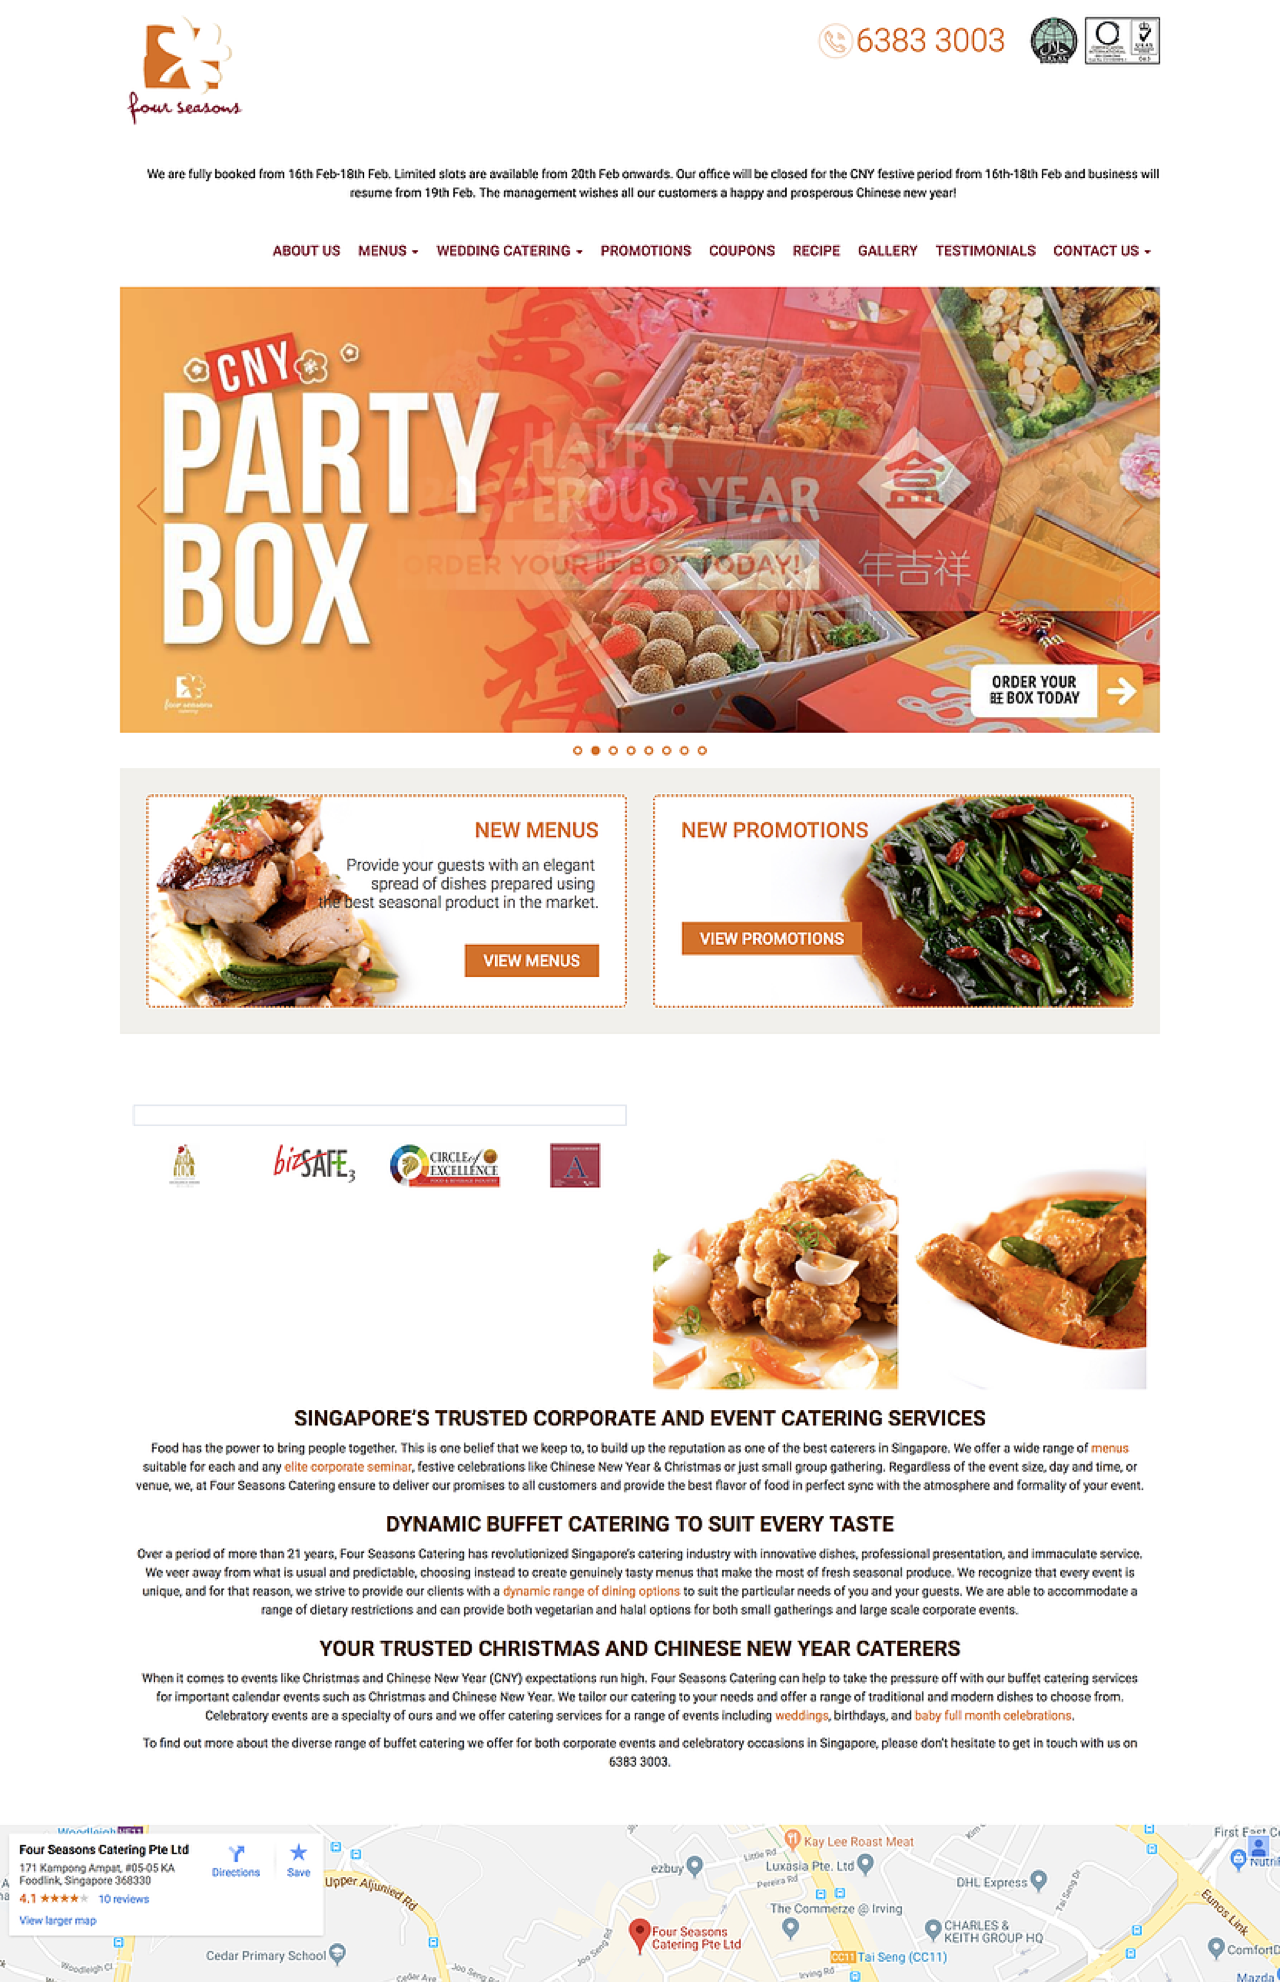 four seasons
6383 3003
We are fully booked from 16th Feb-18th Feb. Limited slots are available from 20th Feb onwards. Our office will be closed for the CNY festive period from 16th-18th Feb and business will
resume from 19th Feb. The management wishes all our customers a happy and prosperous Chinese new year!
ABOUT US MENUS WEDDING CATERING PROMOTIONS COUPONS RECIPE GALLERY TESTIMONIALS CONTACT US
CNY
PARTY
BOX
HAPPY
PROSPEROUS YEAR
ORDER YOUR 旺 BOX TODAY!
盒
年吉祥
four seasons
ORDER YOUR
旺 BOX TODAY
NEW MENUS
Provide your guests with an elegant
spread of dishes prepared using
the best seasonal product in the market.
VIEW MENUS
NEW PROMOTIONS
VIEW PROMOTIONS
bizSAFE3
CIRCLE of
EXCELLENCE
FOOD & BEVERAGE INDUSTRY
A
SINGAPORE'S TRUSTED CORPORATE AND EVENT CATERING SERVICES
Food has the power to bring people together. This is one belief that we keep to, to build up the reputation as one of the best caterers in Singapore. We offer a wide range of menus
suitable for each and any elite corporate seminar, festive celebrations like Chinese New Year & Christmas or just small group gathering. Regardless of the event size, day and time, or
venue, we, at Four Seasons Catering ensure to deliver our promises to all customers and provide the best flavor of food in perfect sync with the atmosphere and formality of your event.
DYNAMIC BUFFET CATERING TO SUIT EVERY TASTE
Over a period of more than 21 years, Four Seasons Catering has revolutionized Singapore's catering industry with innovative dishes, professional presentation, and immaculate service.
We veer away from what is usual and predictable, choosing instead to create genuinely tasty menus that make the most of fresh seasonal produce. We recognize that every event is
unique, and for that reason, we strive to provide our clients with a dynamic range of dining options to suit the particular needs of you and your guests. We are able to accommodate a
range of dietary restrictions and can provide both vegetarian and halal options for both small gatherings and large scale corporate events.
YOUR TRUSTED CHRISTMAS AND CHINESE NEW YEAR CATERERS
When it comes to events like Christmas and Chinese New Year (CNY) expectations run high. Four Seasons Catering can help to take the pressure off with our buffet catering services
for important calendar events such as Christmas and Chinese New Year. We tailor our catering to your needs and offer a range of traditional and modern dishes to choose from.
Celebratory events are a specialty of ours and we offer catering services for a range of events including weddings, birthdays, and baby full month celebrations.
To find out more about the diverse range of buffet catering we offer for both corporate events and celebratory occasions in Singapore, please don't hesitate to get in touch with us on
6383 3003.
Woodleigh NE11
Four Seasons Catering Pte Ltd
171 Kampong Ampat, #05-05 KA
Foodlink, Singapore 368330
4.1 10 reviews
View larger map
Directions
Save
Upper Aljunied Rd
Cedar Primary School
Woodleigh Cl
Cedar Ave
Joo Seng Rd
ezbuy
Little Rd
Kay Lee Roast Meat
Luxasia Pte. Ltd
Pereira Rd
The Commerze @ Irving
Four Seasons
Catering Pte Ltd
CC11 Tai Seng (CC11)
Irving Rd
DHL Express
Tai Seng Dr
CHARLES &
KEITH GROUP HQ
First East C
Nutri
Eunos Link
ComfortD
Mazda